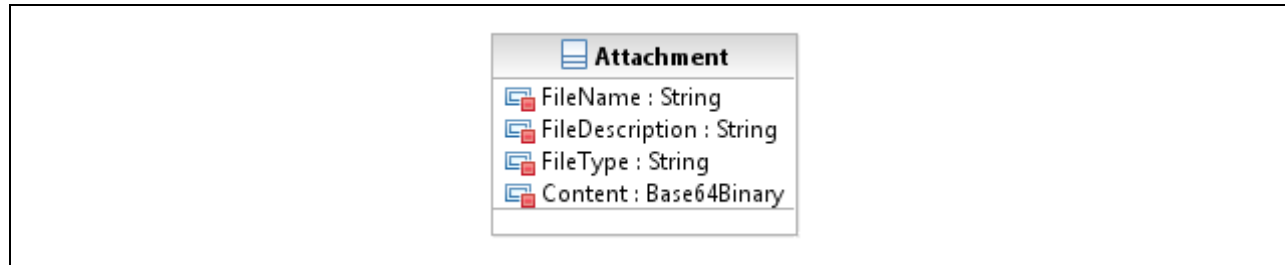 Attachment
FileName : String
FileDescription : String
FileType : String
Content : Base64Binary